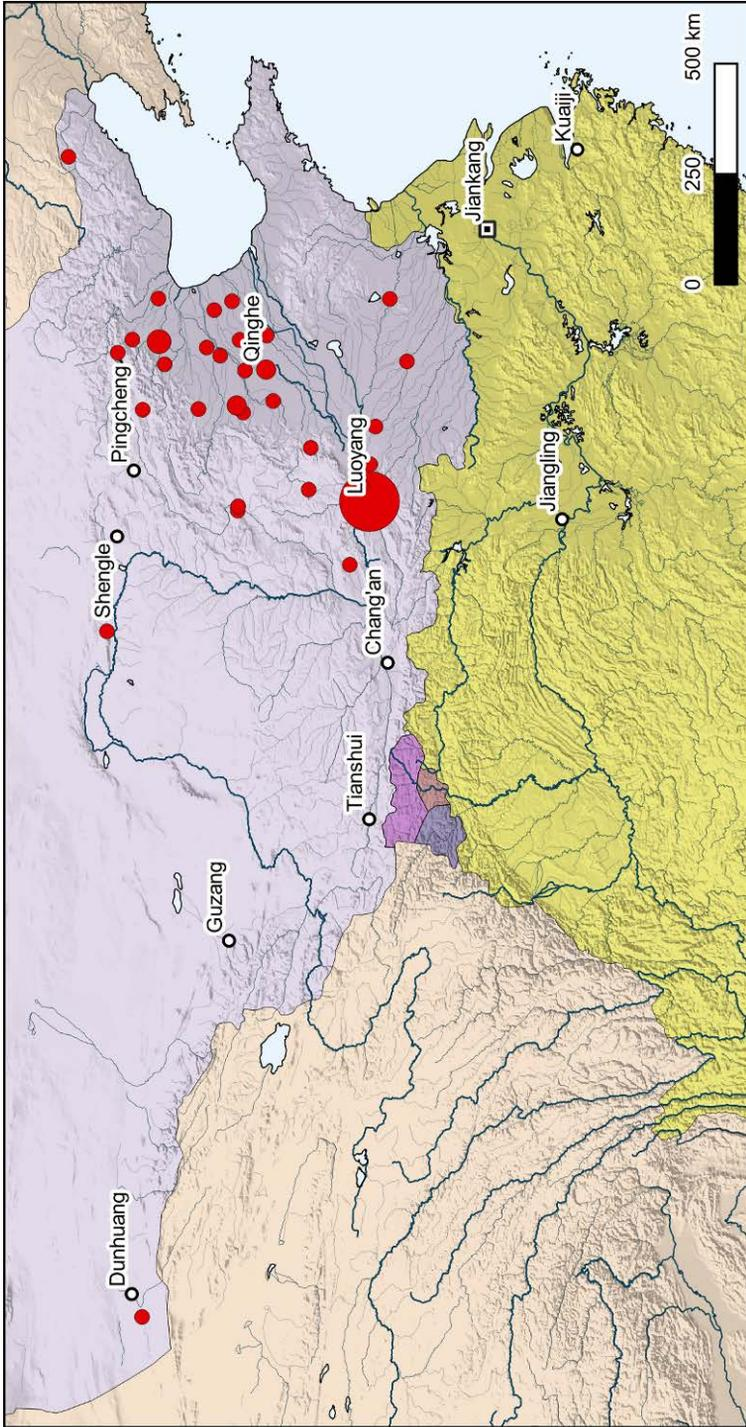 Dunhuang
Guzang
Tianshui
Shengle
Chang'an
Pingcheng
Luoyang
Qinghe
Jiangling
Jiankang
Kuaiji
0 250 500 km